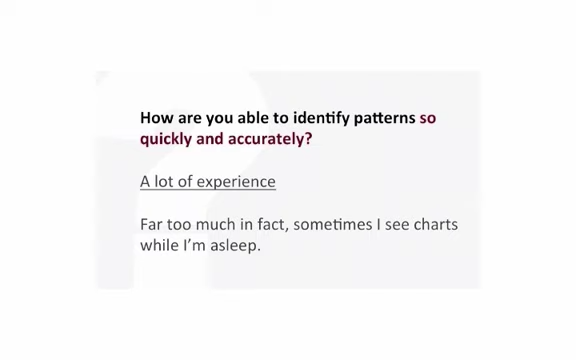 How are you able to identify patterns so
quickly and accurately?
A lot of experience
Far too much in fact, sometimes I see charts
while I'm asleep.